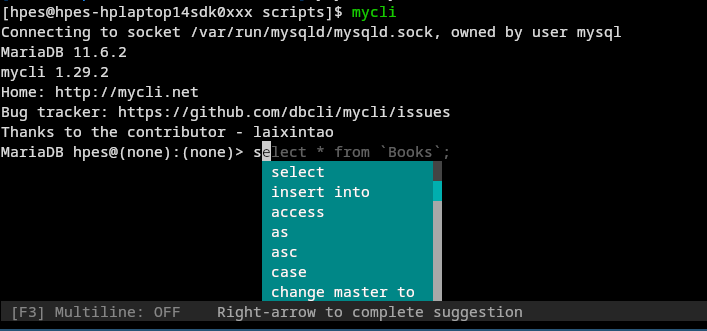 [hpes@hpes-hplaptop14sdk0xxx scripts]$ mycli
Connecting to socket /var/run/mysqld/mysqld.sock, owned by user mysql
MariaDB 11.6.2
mycli 1.29.2
Home: http://mycli.net
Bug tracker: https://github.com/dbcli/mycli/issues
Thanks to the contributor - laixintao
MariaDB hpes@(none):(none)> select * from `Books`;
select
insert into
access
as
asc
case
change master to
[F3] Multiline: OFF    Right-arrow to complete suggestion